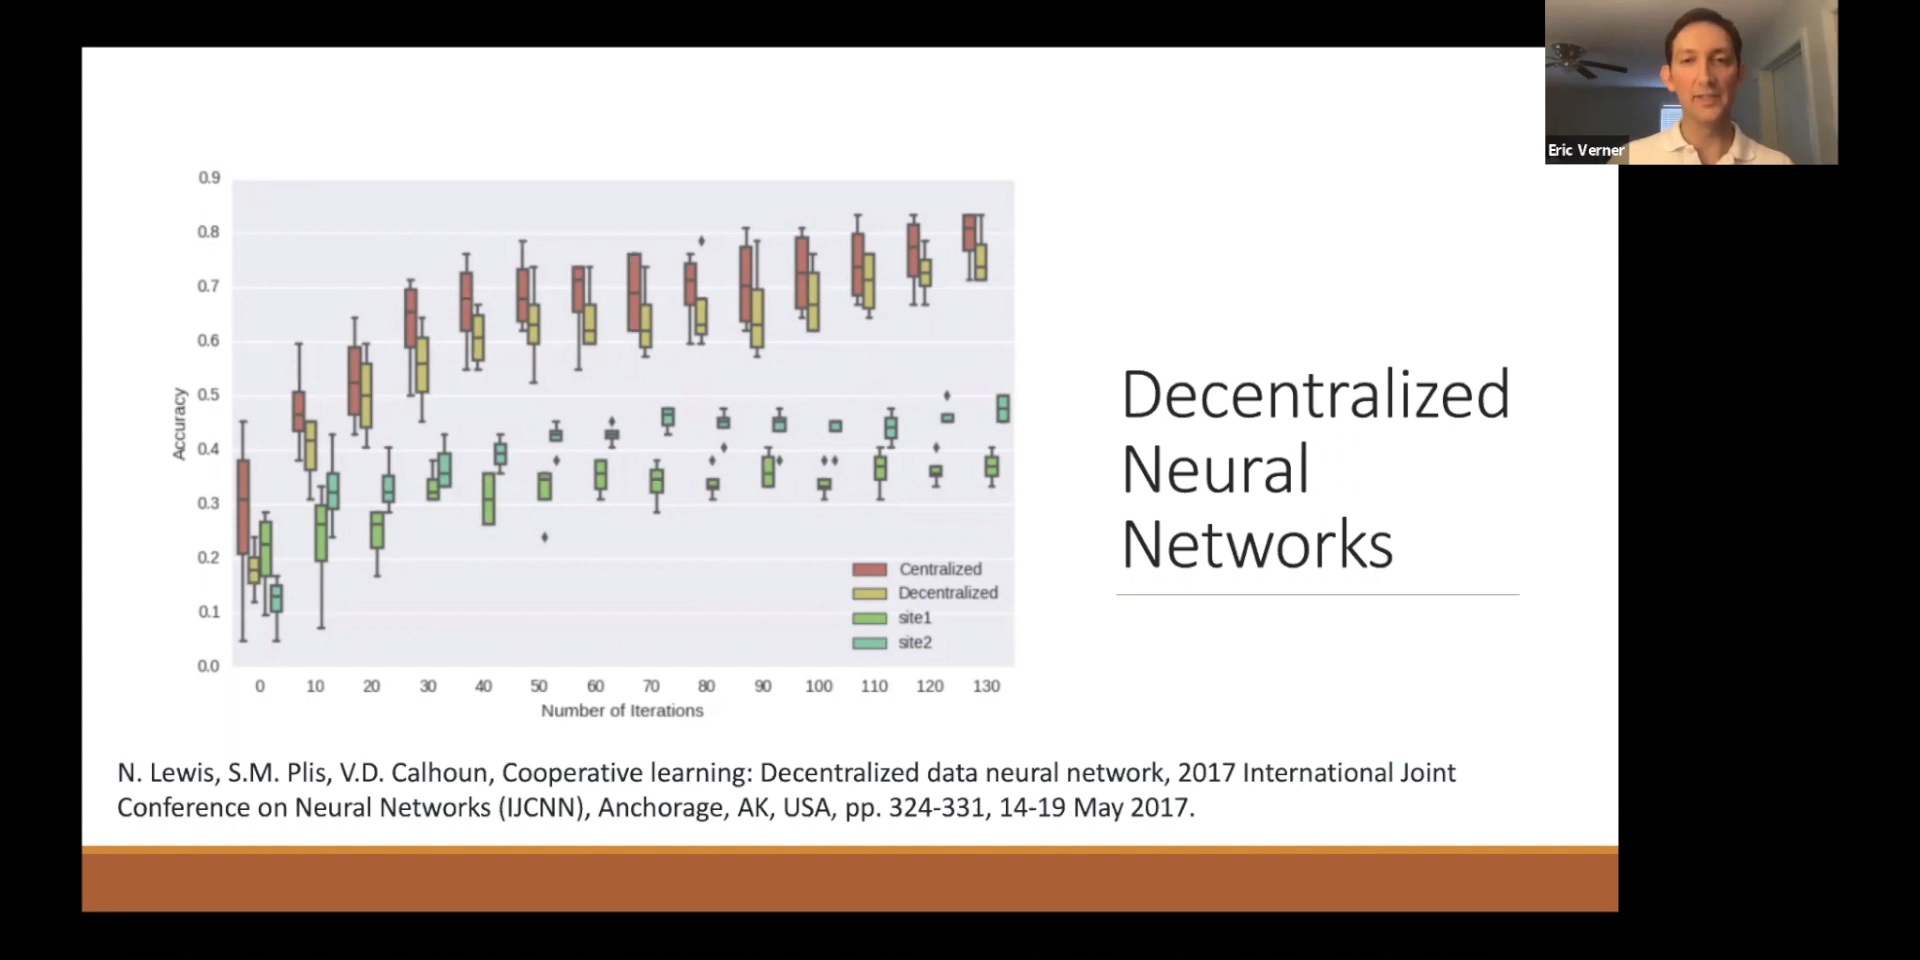 Eric Verner
0.9
0.8
0.7
0.6
0.5
0.4
0.3
0.2
0.1
0.0
Accuracy
Centralized
Decentralized
site1
site2
0 10 20 30 40 50 60 70 80 90 100 110 120 130
Number of Iterations
Decentralized
Neural
Networks
N. Lewis, S.M. Plis, V.D. Calhoun, Cooperative learning: Decentralized data neural network, 2017 International Joint
Conference on Neural Networks (IJCNN), Anchorage, AK, USA, pp. 324-331, 14-19 May 2017.